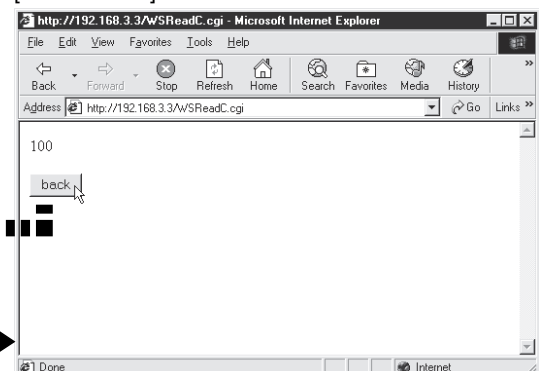 http://192.168.3.3/WSReadC.cgi - Microsoft Internet Explorer
File Edit View Favorites Tools Help
Back Forward Stop Refresh Home Search Favorites Media History »
Address http://192.168.3.3/WSReadC.cgi Go Links »
100
back
Done Internet